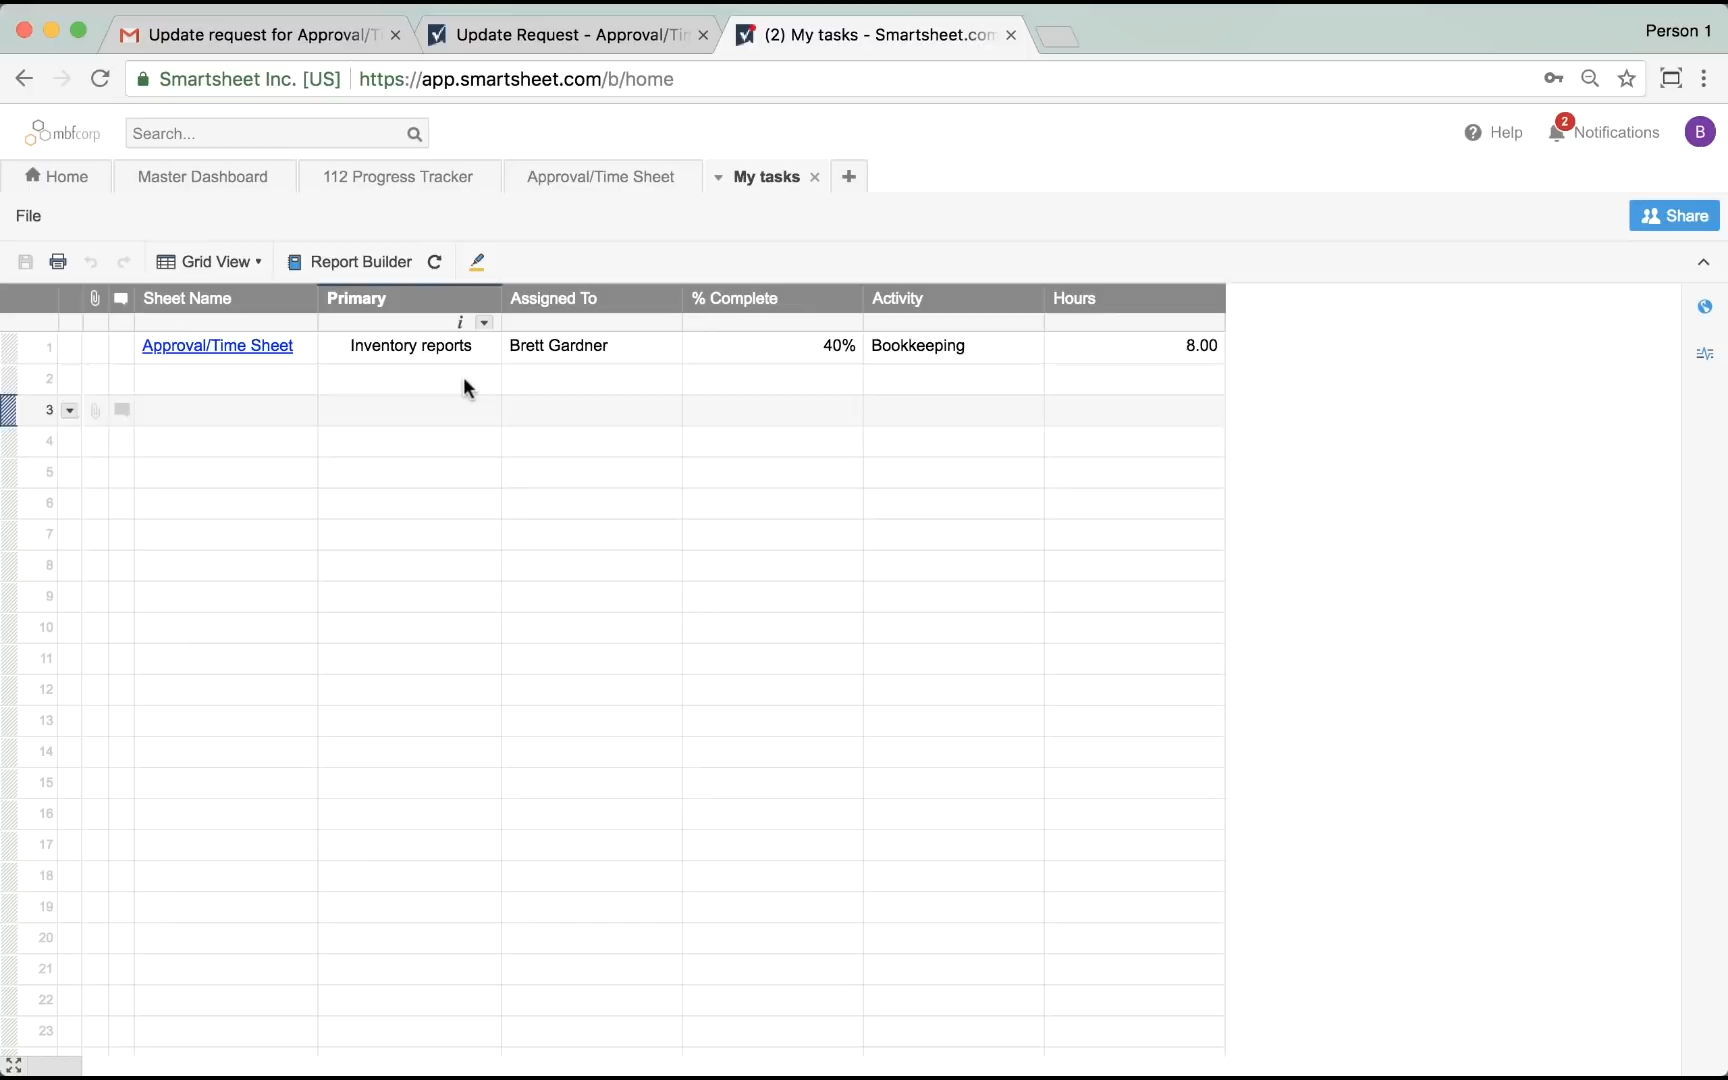 Update request for Approval/Ti
Update Request - Approval/Tim
(2) My tasks - Smartsheet.com
Person 1
Smartsheet Inc. [US]
https://app.smartsheet.com/b/home
mbfcorp
Search...
Help
2
Notifications
B
Home
Master Dashboard
112 Progress Tracker
Approval/Time Sheet
My tasks
File
Share
Grid View
Report Builder
Sheet Name Primary Assigned To % Complete Activity Hours
i
1 Approval/Time Sheet Inventory reports Brett Gardner 40% Bookkeeping 8.00
2
3
4
5
6
7
8
9
10
11
12
13
14
15
16
17
18
19
20
21
22
23